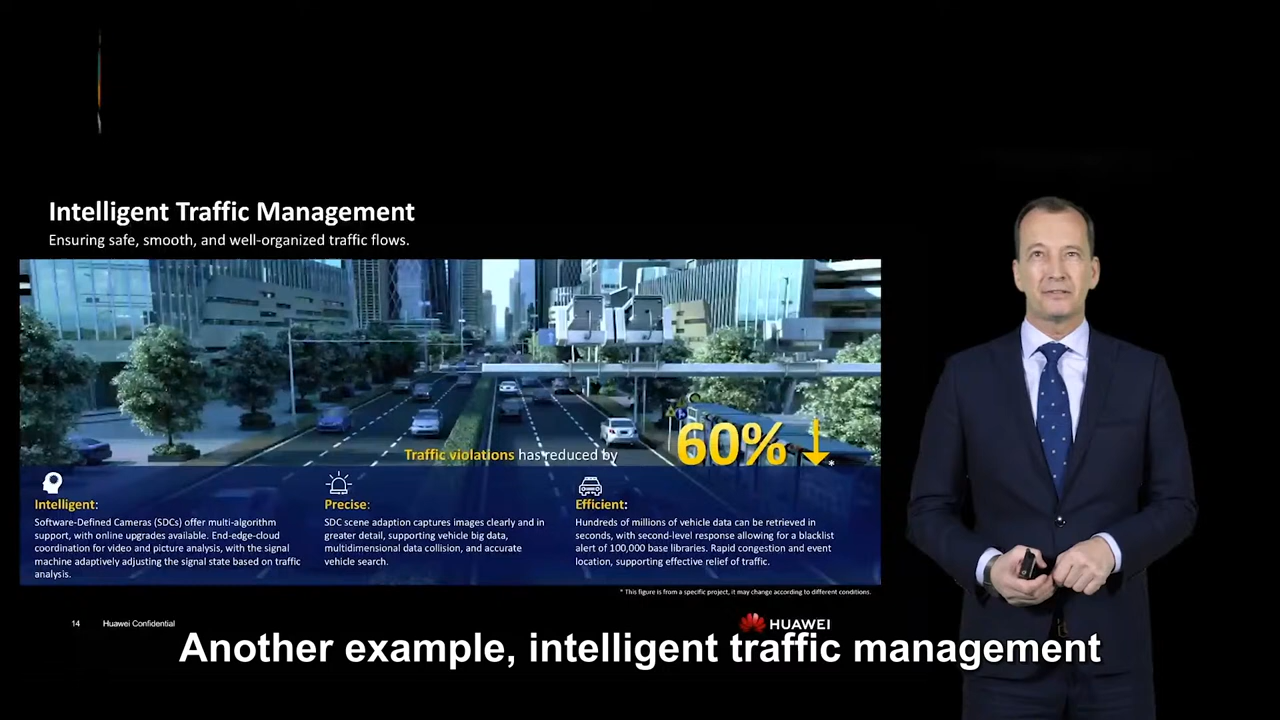 Intelligent Traffic Management
Ensuring safe, smooth, and well-organized traffic flows.
Traffic violations has reduced by 60% ↓*
Intelligent:
Software-Defined Cameras (SDCs) offer multi-algorithm
support, with online upgrades available. End-edge-cloud
coordination for video and picture analysis, with the signal
machine adaptively adjusting the signal state based on traffic
analysis.
Precise:
SDC scene adaption captures images clearly and in
greater detail, supporting vehicle big data,
multidimensional data collision, and accurate
vehicle search.
Efficient:
Hundreds of millions of vehicle data can be retrieved in
seconds, with second-level response allowing for a blacklist
alert of 100,000 base libraries. Rapid congestion and event
location, supporting effective relief of traffic.
* This figure is from a specific project, it may change according to different conditions.
14 Huawei Confidential
HUAWEI
Another example, intelligent traffic management